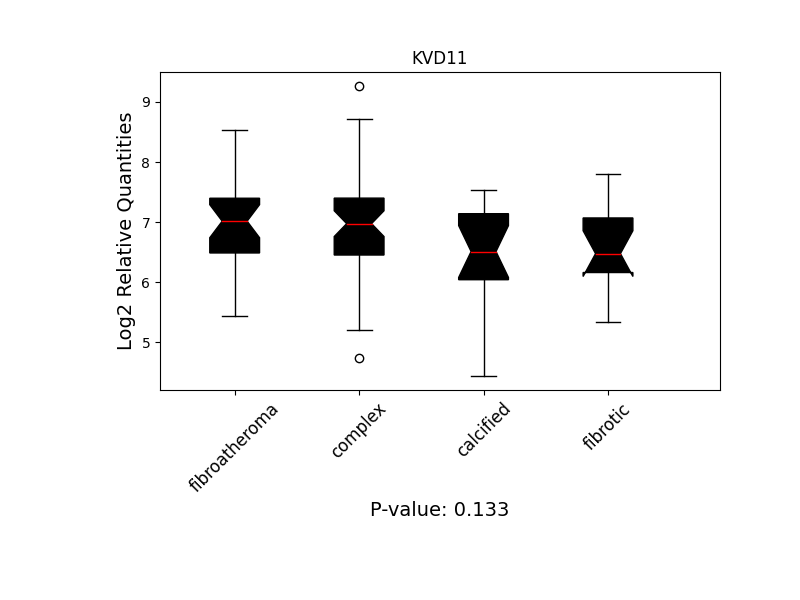 KVD11
Log2 Relative Quantities
9
8
7
6
5
fibroatheroma
complex
calcified
fibrotic
P-value: 0.133